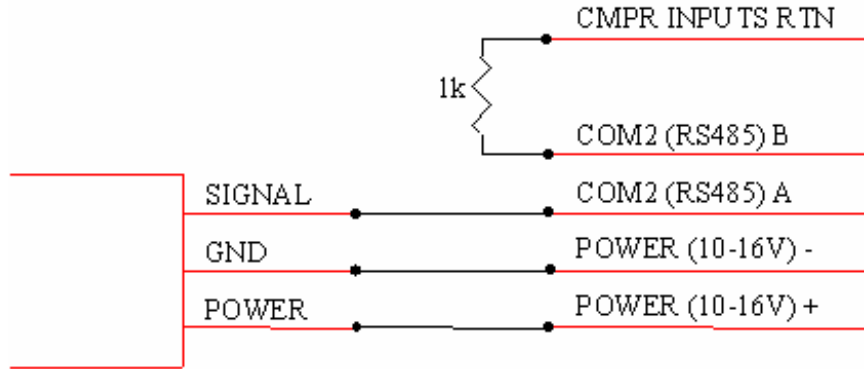 CMPR INPUTS RTN
1k
COM2 (RS485) B
SIGNAL
COM2 (RS485) A
GND
POWER (10-16V) -
POWER
POWER (10-16V) +